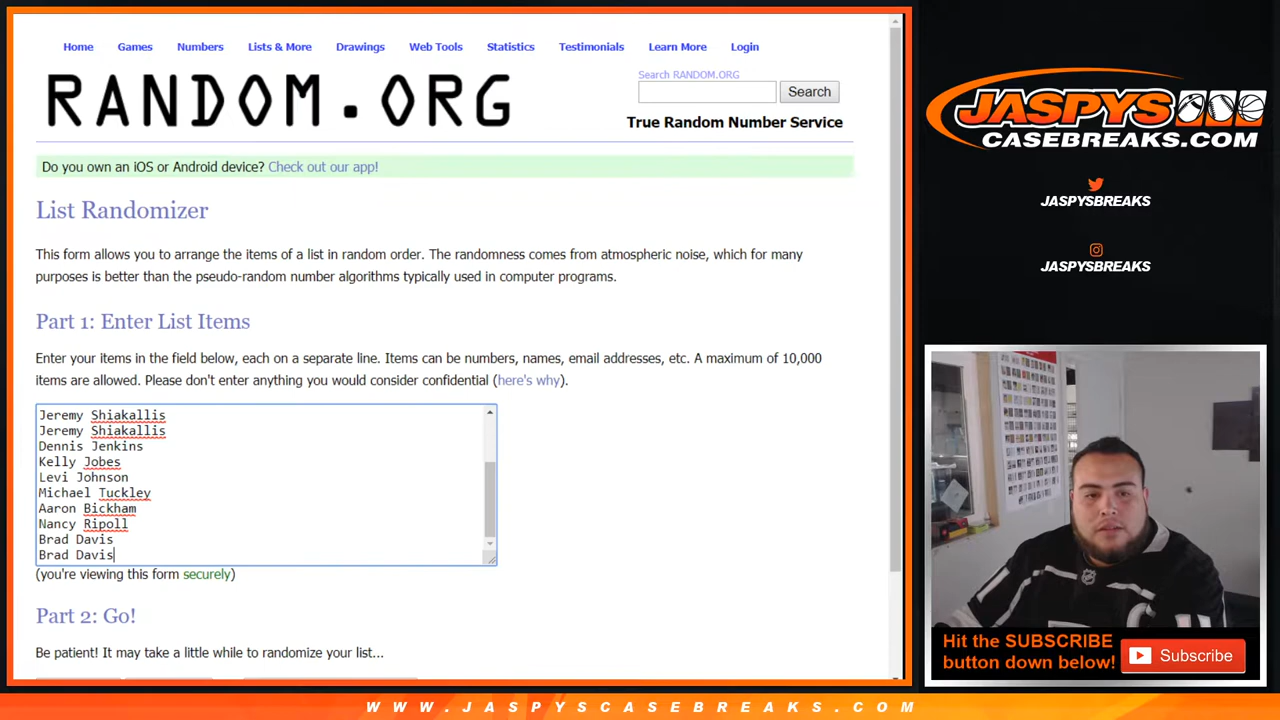 Home Games Numbers Lists & More Drawings Web Tools Statistics Testimonials Learn More Login
RANDOM.ORG
Search RANDOM.ORG
Search
True Random Number Service
Do you own an iOS or Android device? Check out our app!
List Randomizer
This form allows you to arrange the items of a list in random order. The randomness comes from atmospheric noise, which for many
purposes is better than the pseudo-random number algorithms typically used in computer programs.
Part 1: Enter List Items
Enter your items in the field below, each on a separate line. Items can be numbers, names, email addresses, etc. A maximum of 10,000
items are allowed. Please don't enter anything you would consider confidential (here's why).
Jeremy Shiakallis
Jeremy Shiakallis
Dennis Jenkins
Kelly Jobes
Levi Johnson
Michael Tuckley
Aaron Bickham
Nancy Ripoll
Brad Davis
Brad Davis
(you're viewing this form securely)
Part 2: Go!
Be patient! It may take a little while to randomize your list...
JASPYS
CASEBREAKS.COM
JASPYSBREAKS
JASPYSBREAKS
Hit the SUBSCRIBE
button down below!
Subscribe
WWW.JASPYSCASEBREAKS.COM